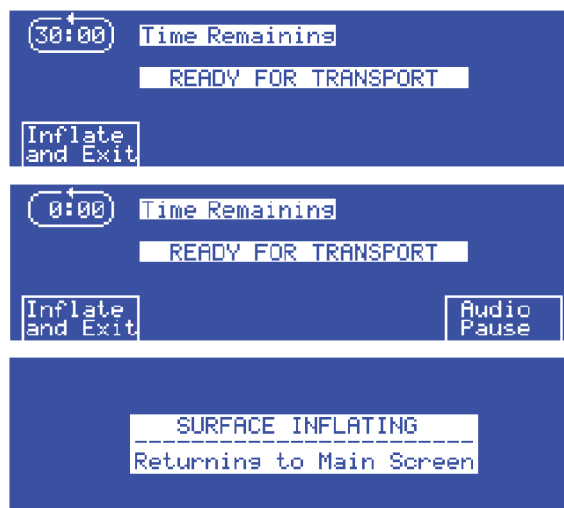 30:00 Time Remaining
READY FOR TRANSPORT
Inflate
and Exit
0:00 Time Remaining
READY FOR TRANSPORT
Inflate
and Exit
Audio
Pause
SURFACE INFLATING
Returning to Main Screen